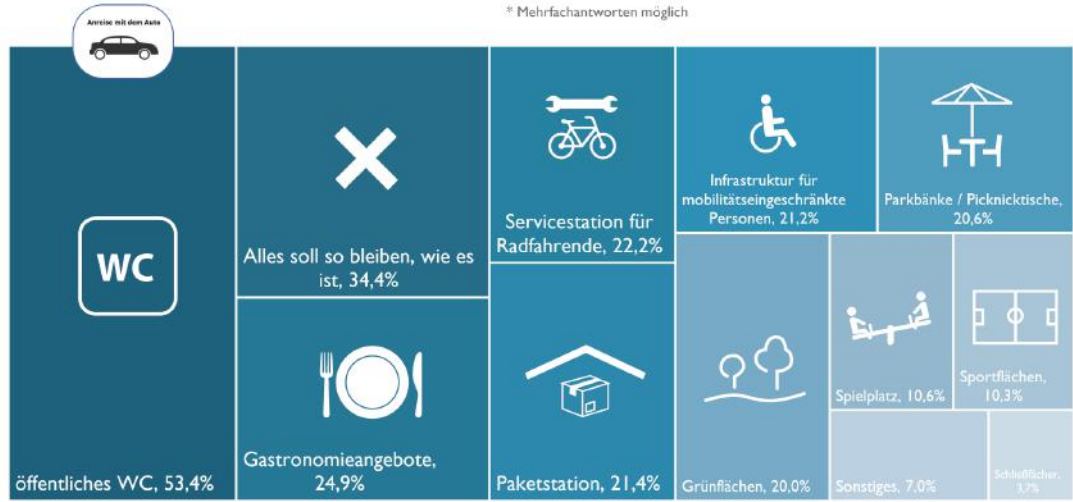 * Mehrfachantworten möglich
Anreise mit dem Auto
WC
öffentliches WC, 53,4%
Alles soll so bleiben, wie es
ist, 34,4%
Gastronomieangebote,
24,9%
Servicestation für
Radfahrende, 22,2%
Paketstation, 21,4%
Infrastruktur für
mobilitätseingeschränkte
Personen, 21,2%
Parkbänke / Picknicktische,
20,6%
Grünflächen, 20,0%
Spielplatz, 10,6%
Sportflächen,
10,3%
Sonstiges, 7,0%
Schließfächer,
3,7%